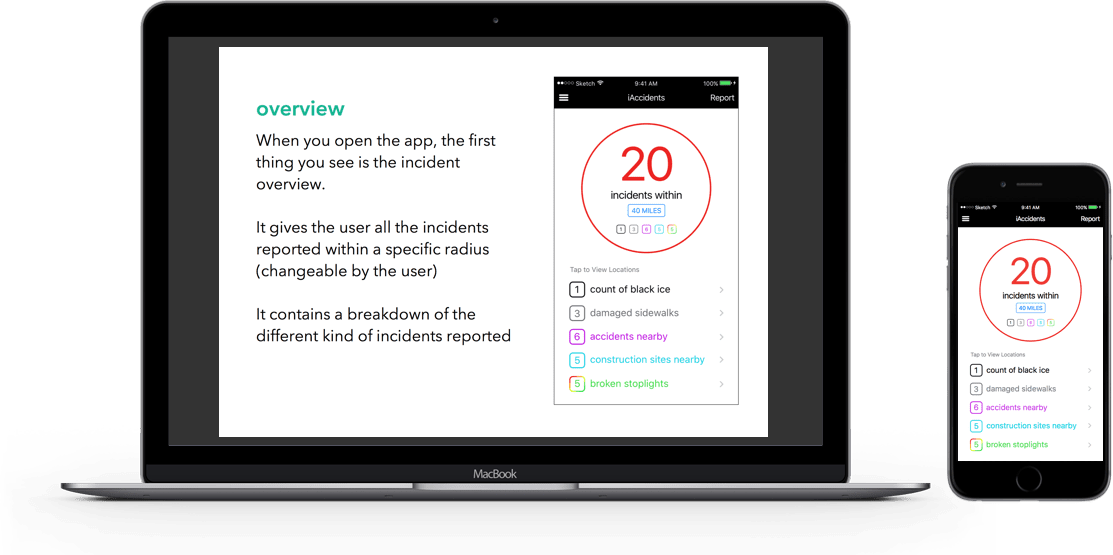 overview
When you open the app, the first
thing you see is the incident
overview.
It gives the user all the incidents
reported within a specific radius
(changeable by the user)
It contains a breakdown of the
different kind of incidents reported
Sketch 9:41 AM 100%
iAccidents Report
20
incidents within
40 MILES
1 3 6 5 5
Tap to View Locations
1 count of black ice
3 damaged sidewalks
6 accidents nearby
5 construction sites nearby
5 broken stoplights
MacBook
Sketch 9:41 AM 100%
iAccidents Report
20
incidents within
40 MILES
1 3 6 5 5
Tap to View Locations
1 count of black ice
3 damaged sidewalks
6 accidents nearby
5 construction sites nearby
5 broken stoplights